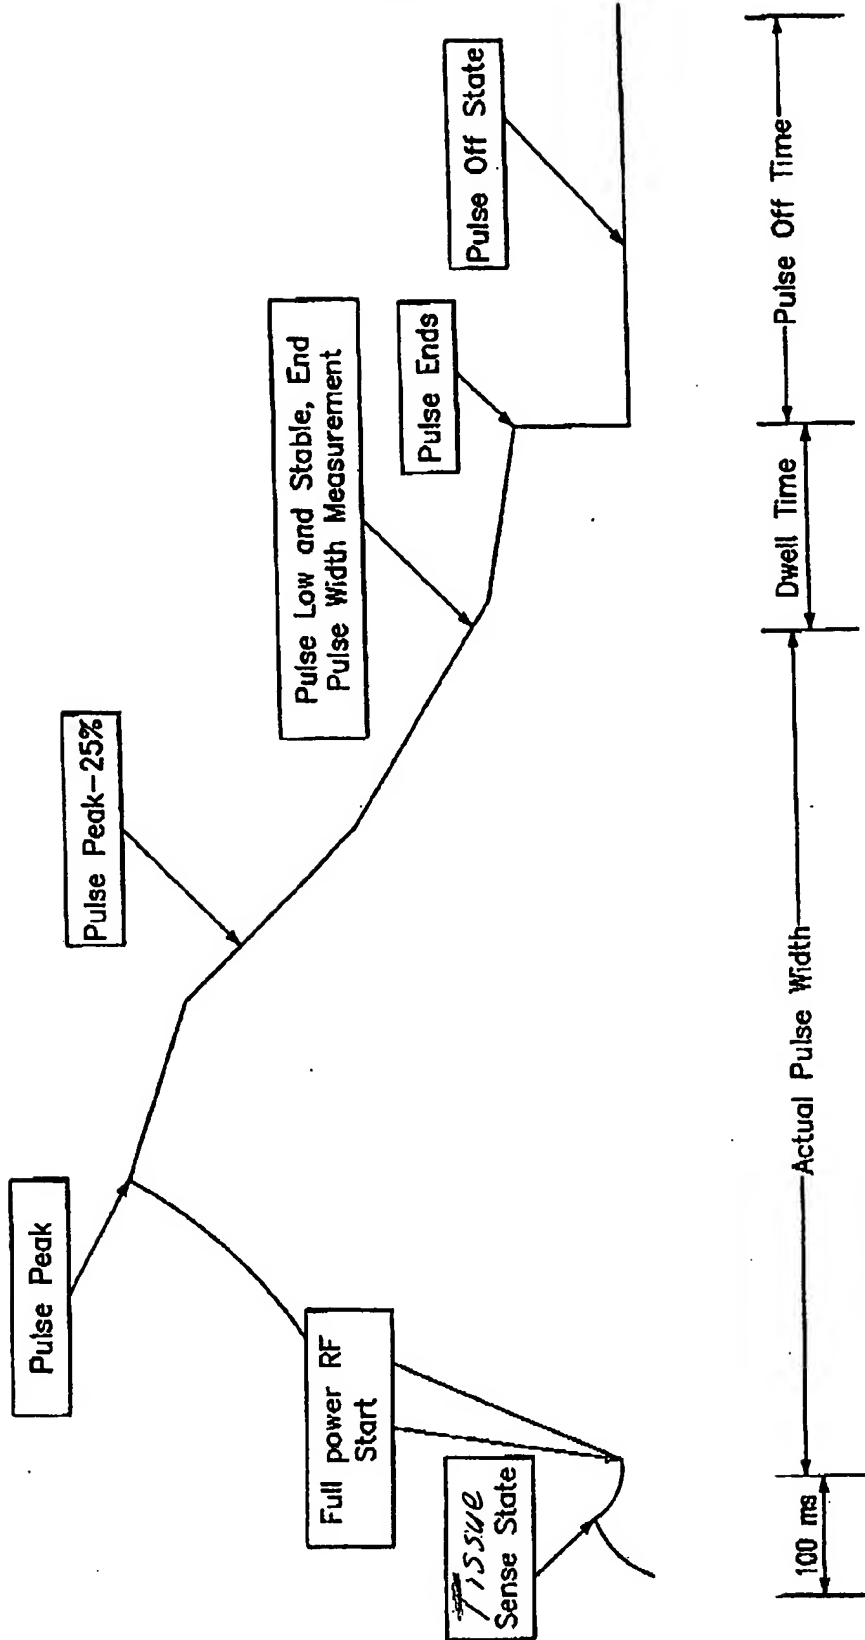 Pulse Peak
Pulse Peak-25%
Pulse Low and Stable, End
Pulse Width Measurement
Pulse Ends
Pulse Off State
Full power RF
Start
Tissue
Sense State
100 ms
Actual Pulse Width
Dwell Time
Pulse Off Time